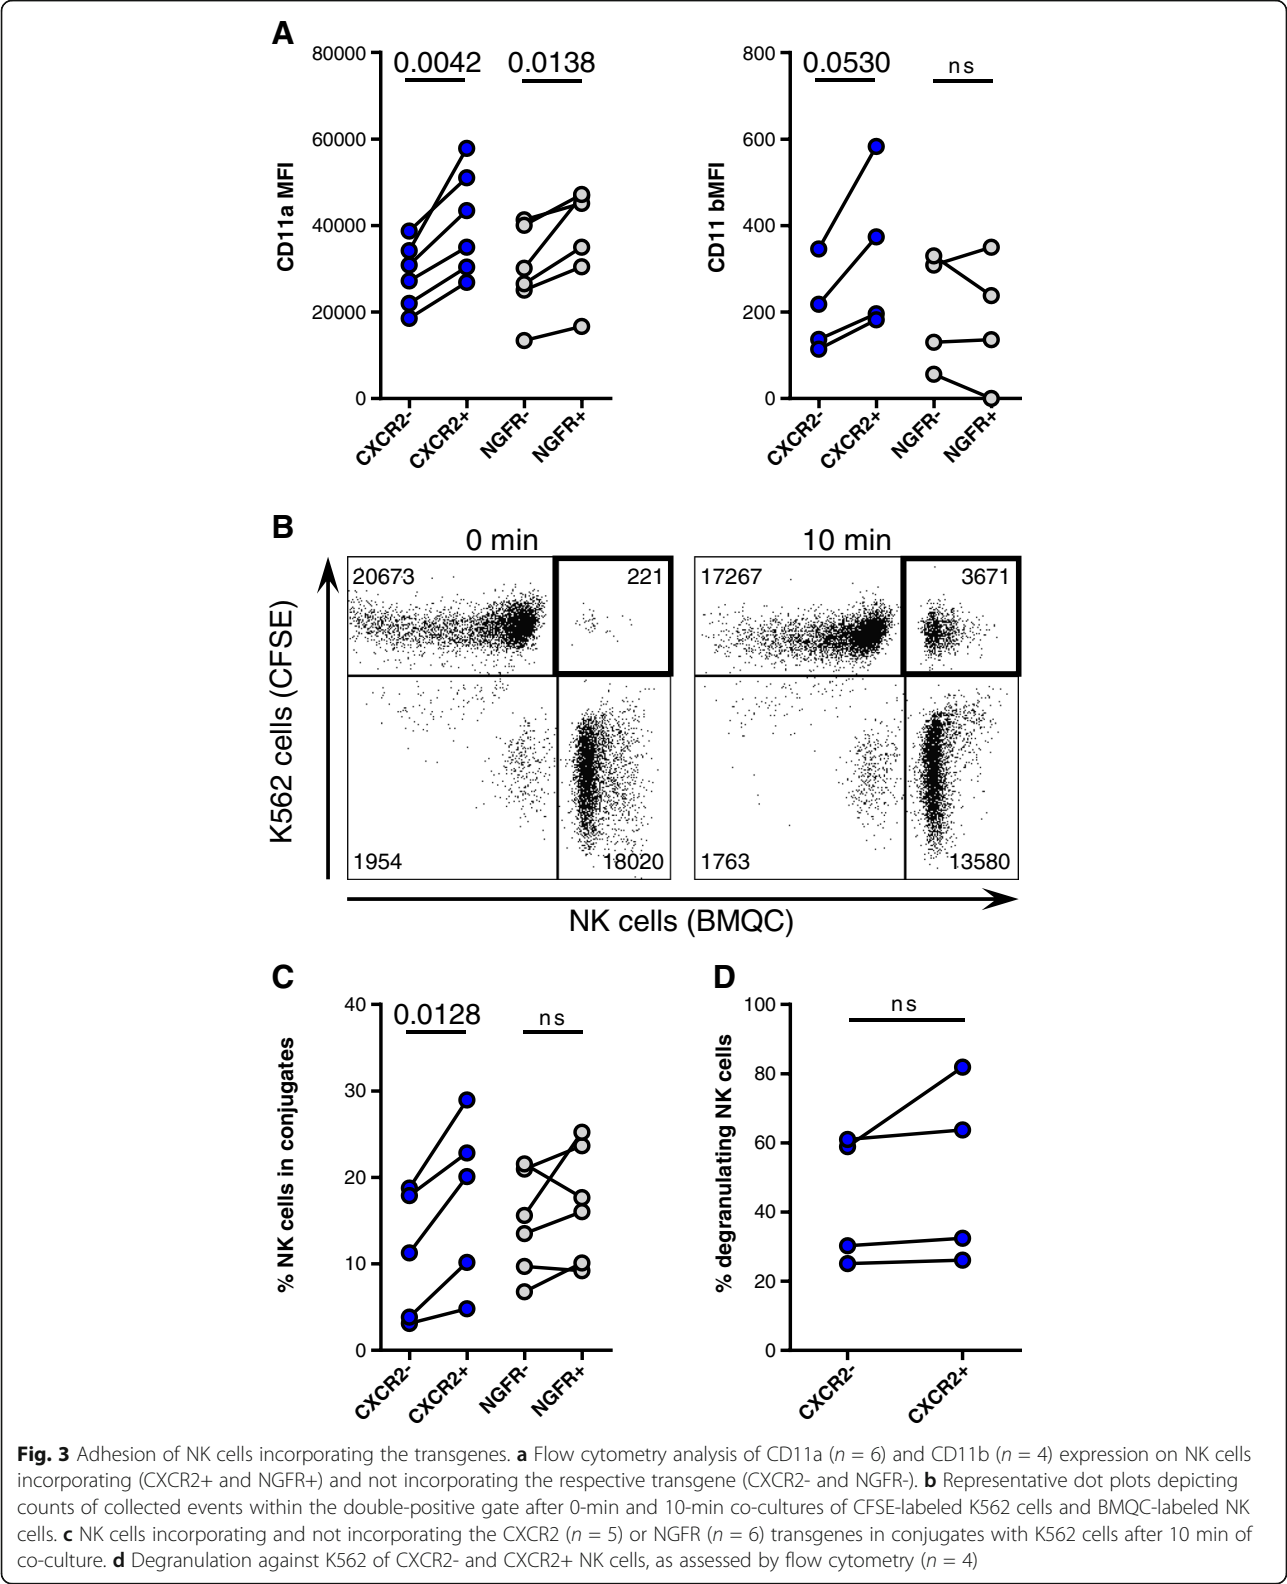 A
80000
60000
40000
20000
0
CD11a MFI
0.0042
0.0138
CXCR2-
CXCR2+
NGFR-
NGFR+
800
600
400
200
0
CD11 bMFI
0.0530
ns
CXCR2-
CXCR2+
NGFR-
NGFR+
B
0 min
10 min
20673
221
1954
18020
17267
3671
1763
13580
K562 cells (CFSE)
NK cells (BMQC)
C
40
30
20
10
0
% NK cells in conjugates
0.0128
ns
CXCR2-
CXCR2+
NGFR-
NGFR+
D
100
80
60
40
20
0
% degranulating NK cells
ns
CXCR2-
CXCR2+
Fig. 3 Adhesion of NK cells incorporating the transgenes. a Flow cytometry analysis of CD11a (n = 6) and CD11b (n = 4) expression on NK cells
incorporating (CXCR2+ and NGFR+) and not incorporating the respective transgene (CXCR2- and NGFR-). b Representative dot plots depicting
counts of collected events within the double-positive gate after 0-min and 10-min co-cultures of CFSE-labeled K562 cells and BMQC-labeled NK
cells. c NK cells incorporating and not incorporating the CXCR2 (n = 5) or NGFR (n = 6) transgenes in conjugates with K562 cells after 10 min of
co-culture. d Degranulation against K562 of CXCR2- and CXCR2+ NK cells, as assessed by flow cytometry (n = 4)